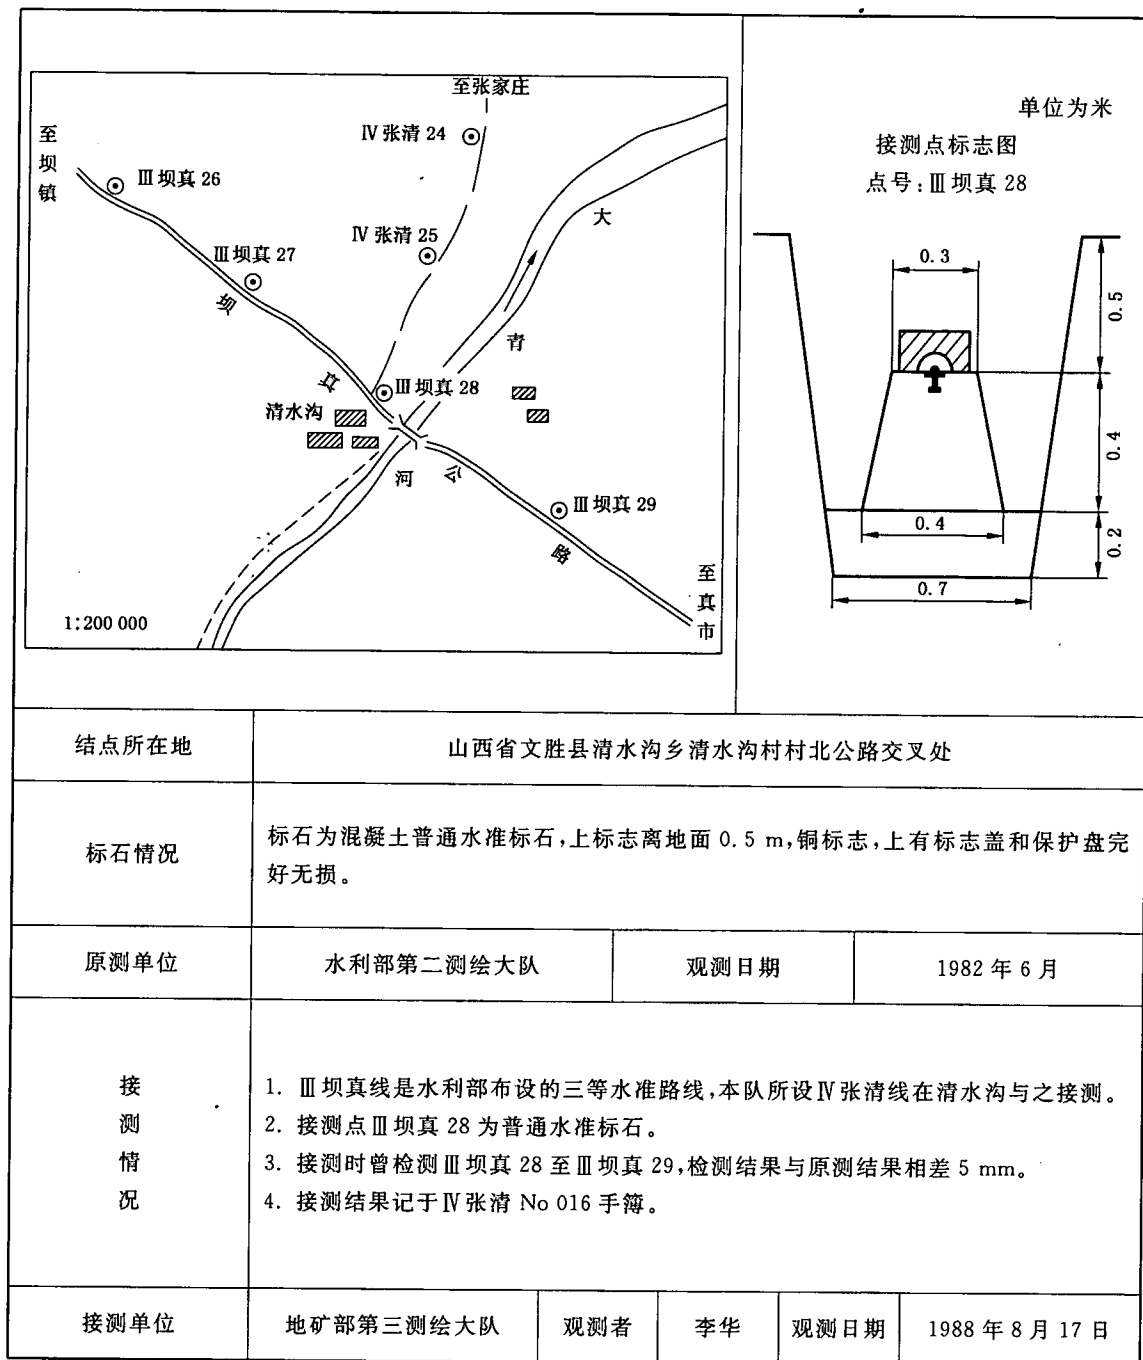 至张家庄
至坝镇
Ⅳ张清 24
Ⅲ坝真 26
Ⅳ张清 25
Ⅲ坝真 27
大
青
河
坝
真
公
路
Ⅲ坝真 28
清水沟
Ⅲ坝真 29
至真市
1:200 000
单位为米
接测点标志图
点号:Ⅲ坝真 28
0.3
0.5
0.4
0.4
0.2
0.7
结点所在地 山西省文胜县清水沟乡清水沟村村北公路交叉处
标石情况 标石为混凝土普通水准标石,上标志离地面 0.5 m,铜标志,上有标志盖和保护盘完
好无损。
原测单位 水利部第二测绘大队 观测日期 1982 年 6 月
接测情况
1. Ⅲ坝真线是水利部布设的三等水准路线,本队所设Ⅳ张清线在清水沟与之接测。
2. 接测点Ⅲ坝真 28 为普通水准标石。
3. 接测时曾检测Ⅲ坝真 28 至Ⅲ坝真 29,检测结果与原测结果相差 5 mm。
4. 接测结果记于Ⅳ张清 No 016 手簿。
接测单位 地矿部第三测绘大队 观测者 李华 观测日期 1988 年 8 月 17 日